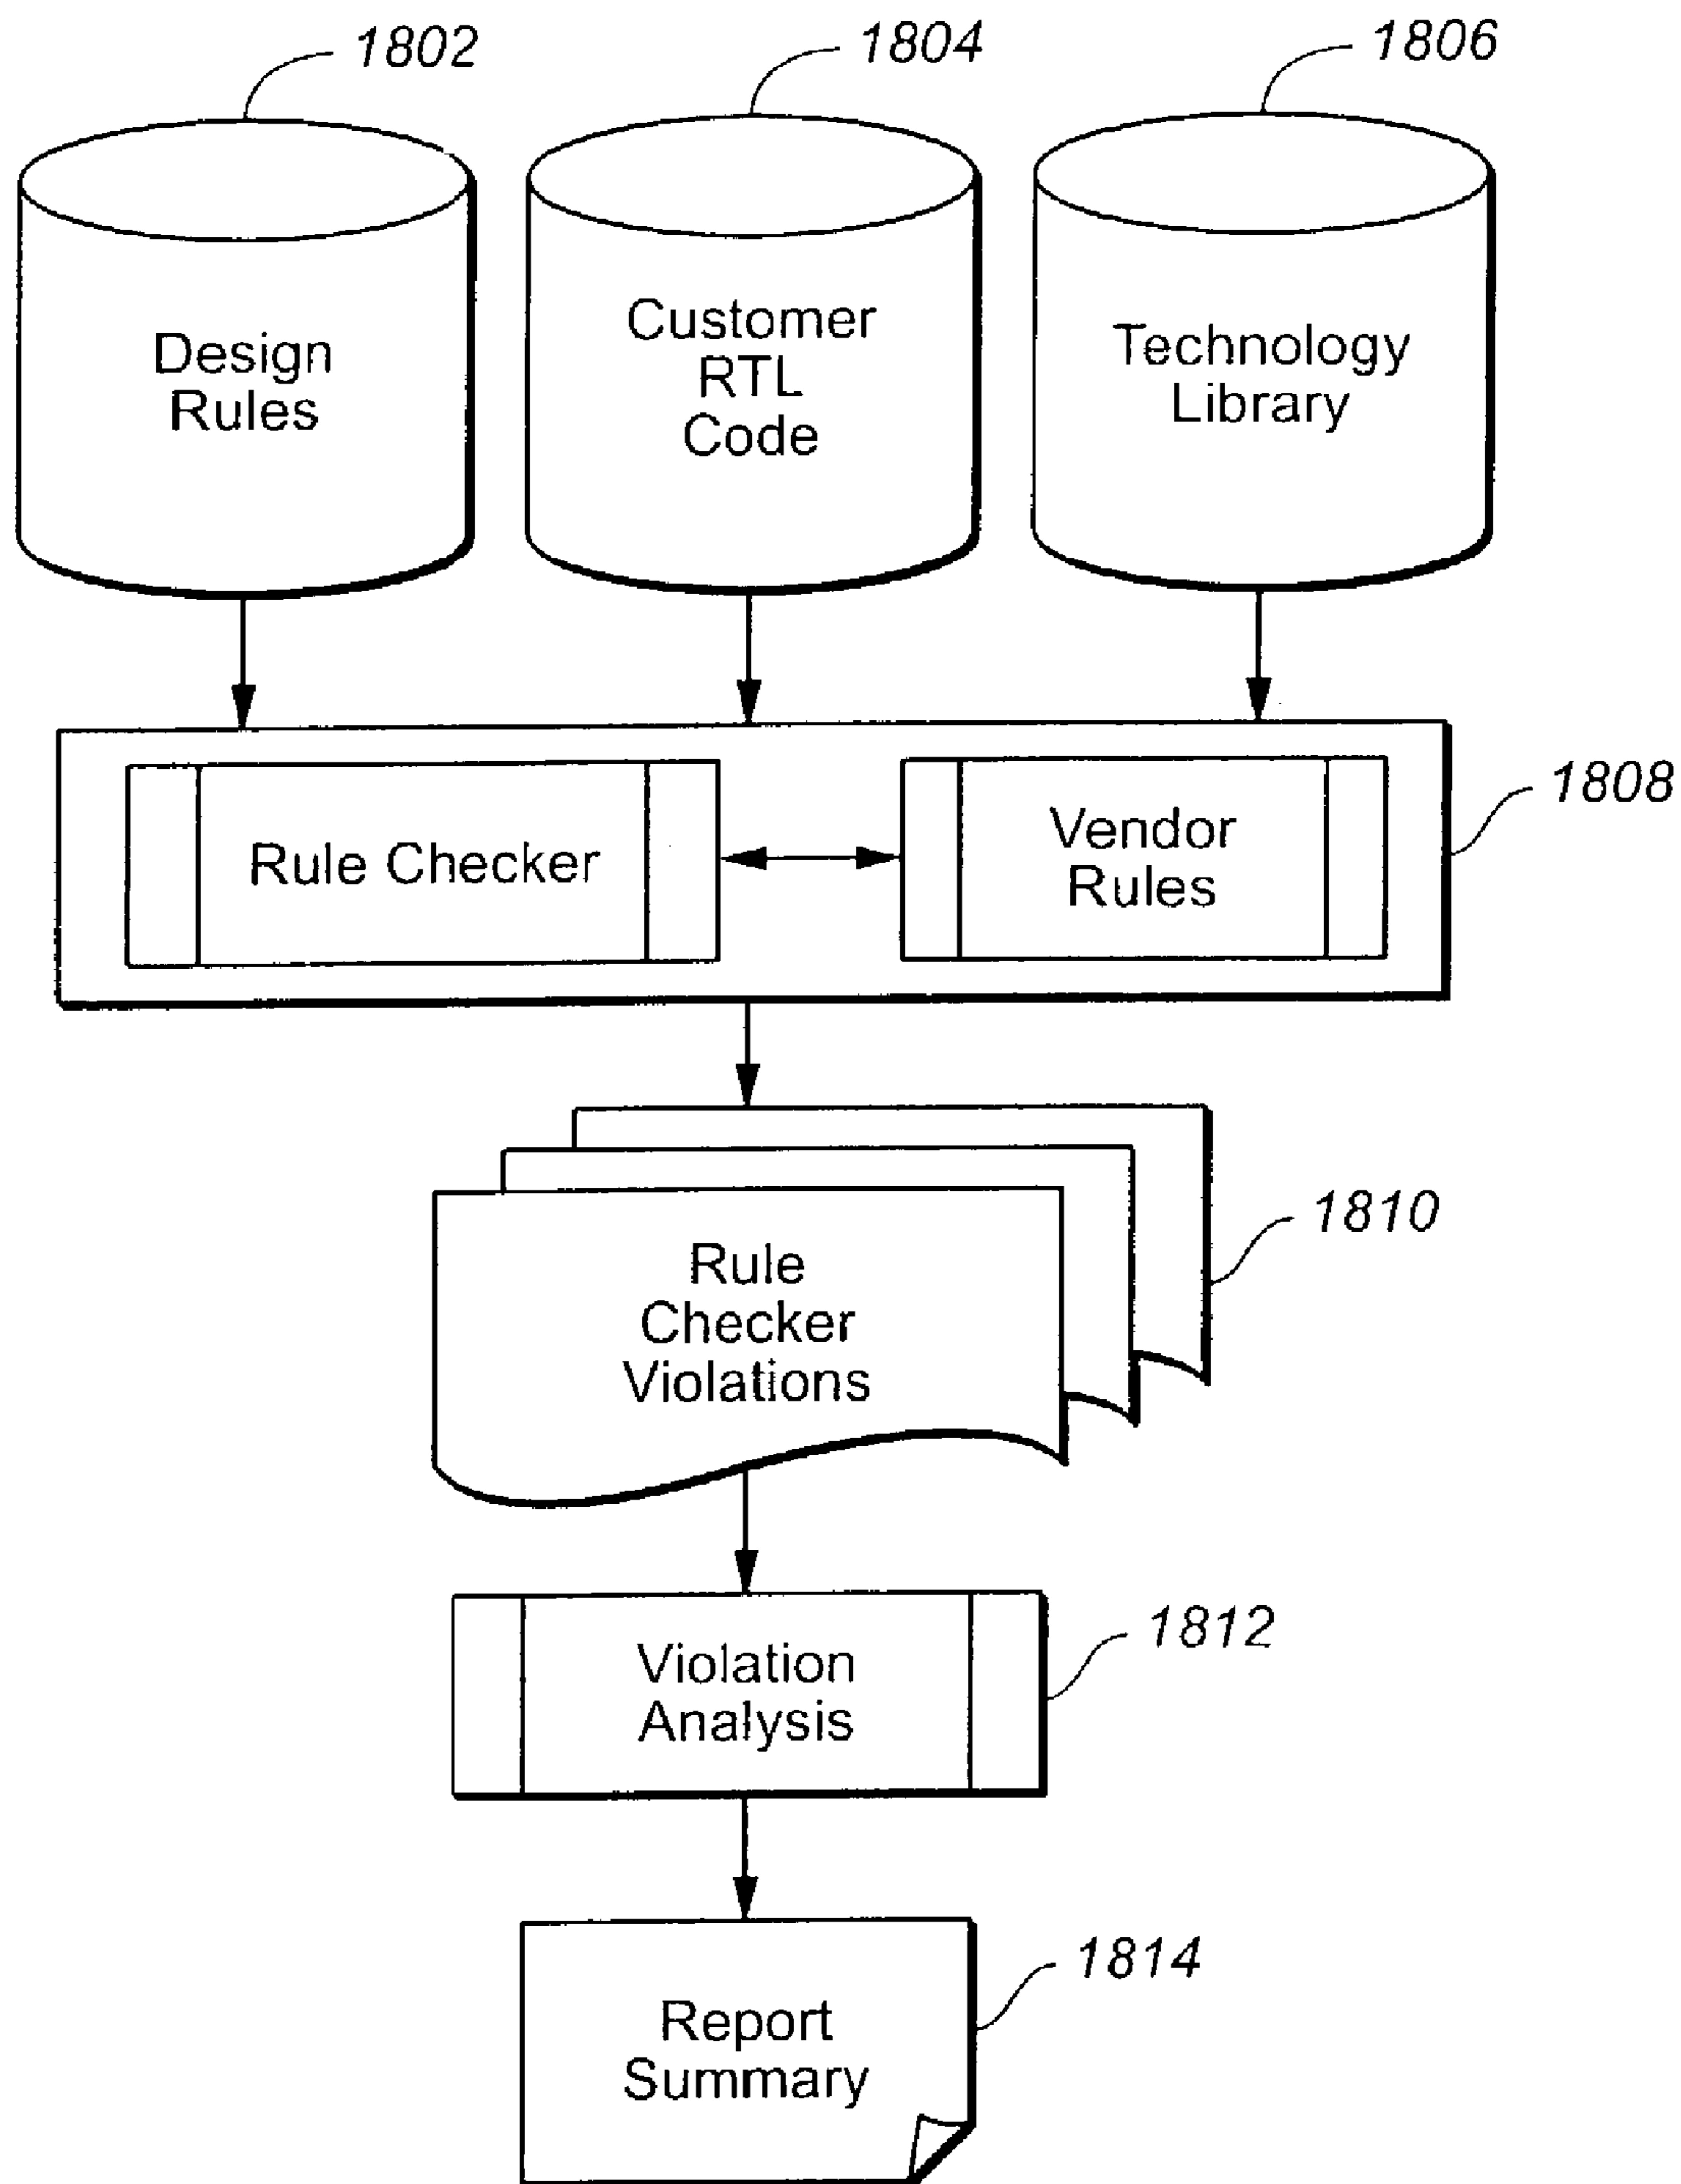 1802
1804
1806
Design
Rules
Customer
RTL
Code
Technology
Library
1808
Rule Checker
Vendor
Rules
1810
Rule
Checker
Violations
1812
Violation
Analysis
1814
Report
Summary